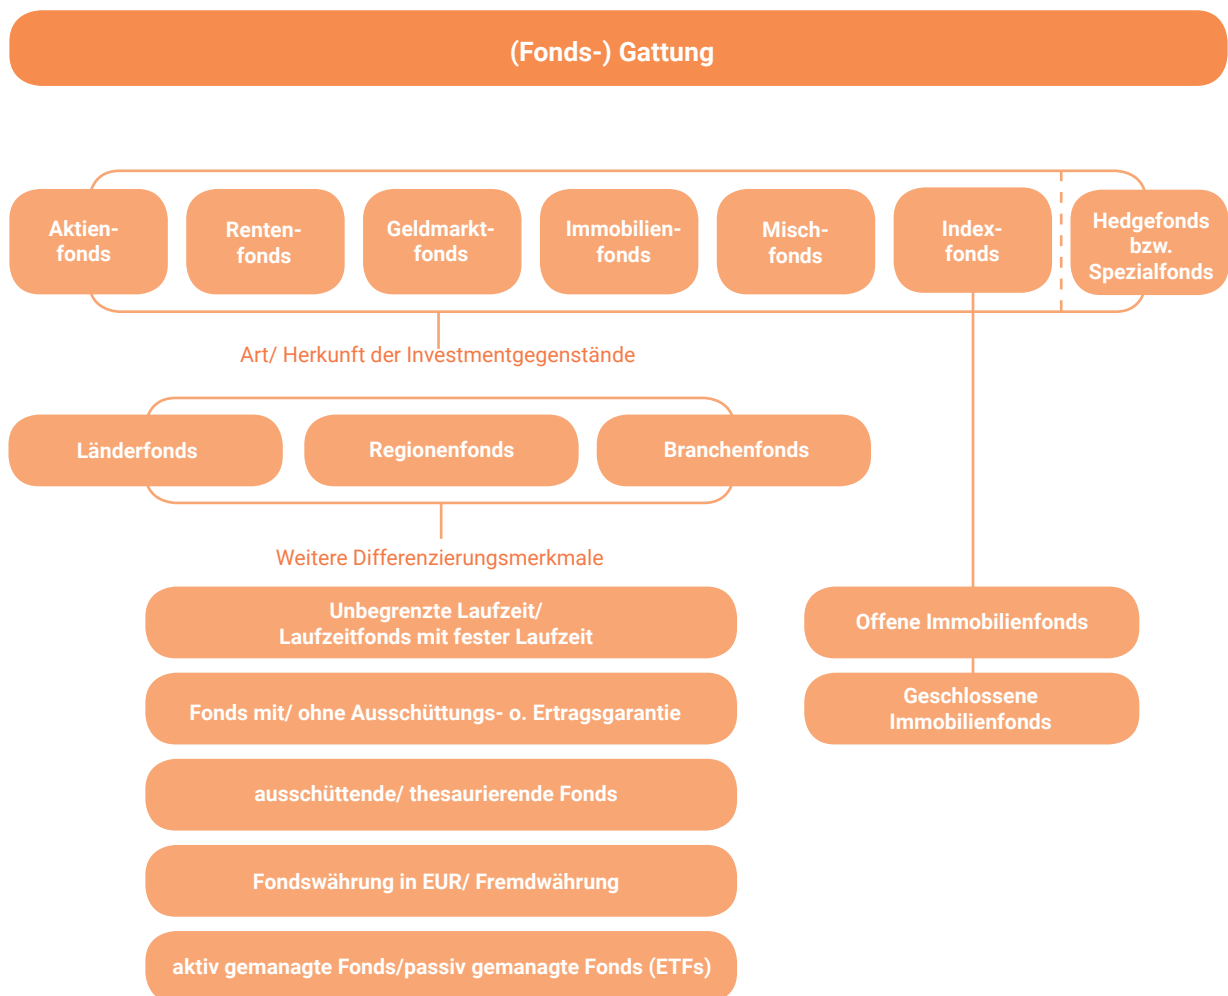 (Fonds-) Gattung
Aktien-
fonds
Renten-
fonds
Geldmarkt-
fonds
Immobilien-
fonds
Misch-
fonds
Index-
fonds
Hedgefonds
bzw.
Spezialfonds
Art/ Herkunft der Investmentgegenstände
Länderfonds
Regionenfonds
Branchenfonds
Weitere Differenzierungsmerkmale
Unbegrenzte Laufzeit/
Laufzeitfonds mit fester Laufzeit
Fonds mit/ ohne Ausschüttungs- o. Ertragsgarantie
ausschüttende/ thesaurierende Fonds
Fondswährung in EUR/ Fremdwährung
aktiv gemanagte Fonds/passiv gemanagte Fonds (ETFs)
Offene Immobilienfonds
Geschlossene
Immobilienfonds